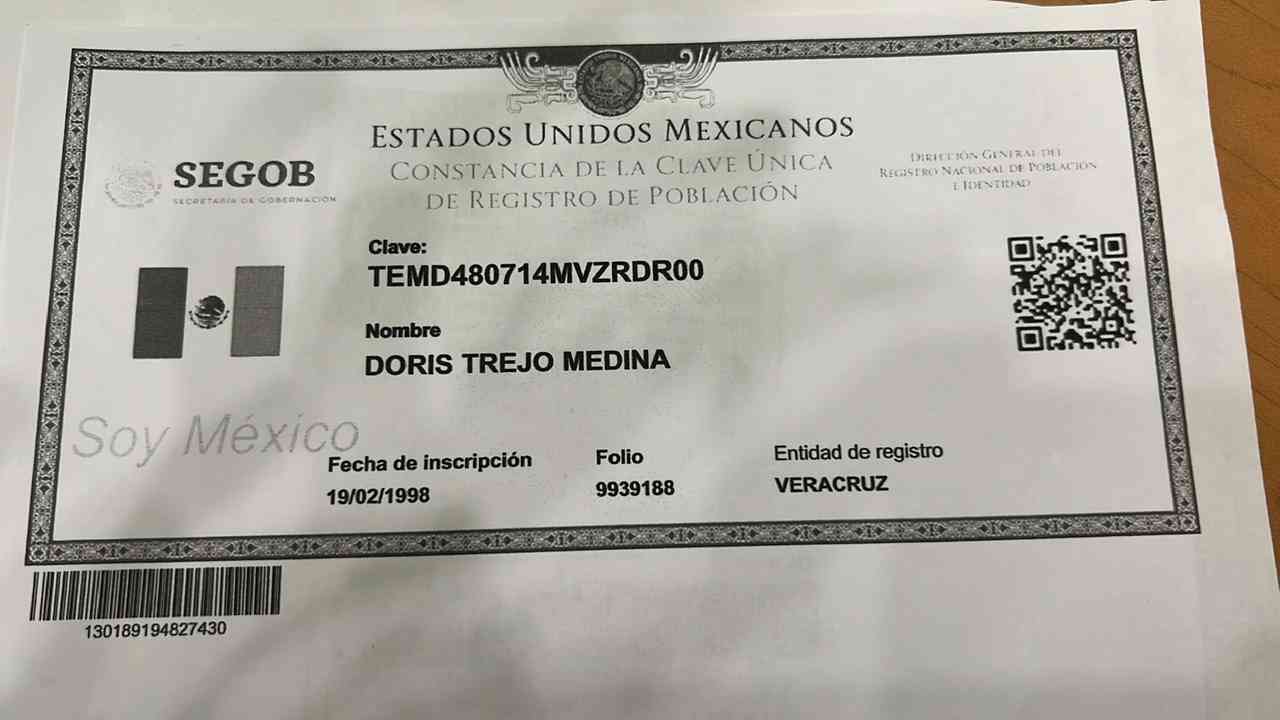 ESTADOS UNIDOS MEXICANOS
CONSTANCIA DE LA CLAVE ÚNICA
DE REGISTRO DE POBLACIÓN
SEGOB
SECRETARÍA DE GOBERNACIÓN
DIRECCIÓN GENERAL DEL
REGISTRO NACIONAL DE POBLACIÓN
E IDENTIDAD
Clave:
TEMD480714MVZRDR00
Nombre
DORIS TREJO MEDINA
Soy México
Fecha de inscripción
19/02/1998
Folio
9939188
Entidad de registro
VERACRUZ
130189194827430